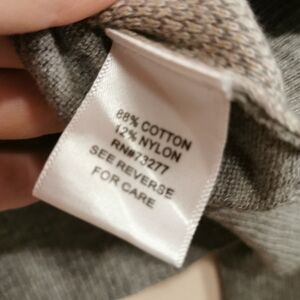 88% COTTON
12% NYLON
RN#73277
SEE REVERSE
FOR CARE